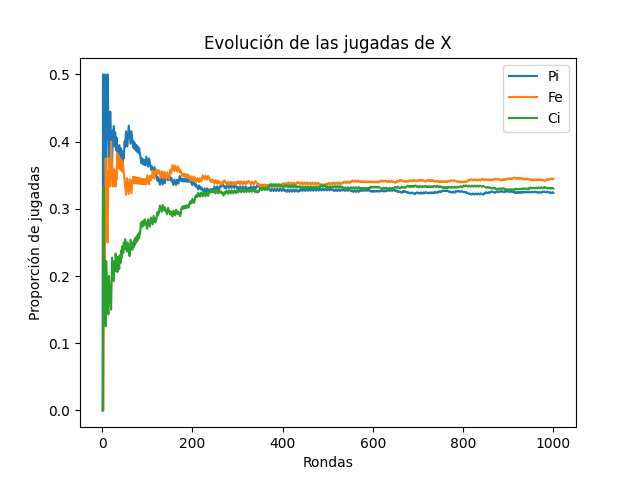 Evolución de las jugadas de X
Proporción de jugadas
0.5
0.4
0.3
0.2
0.1
0.0
Pi
Fe
Ci
0 200 400 600 800 1000
Rondas